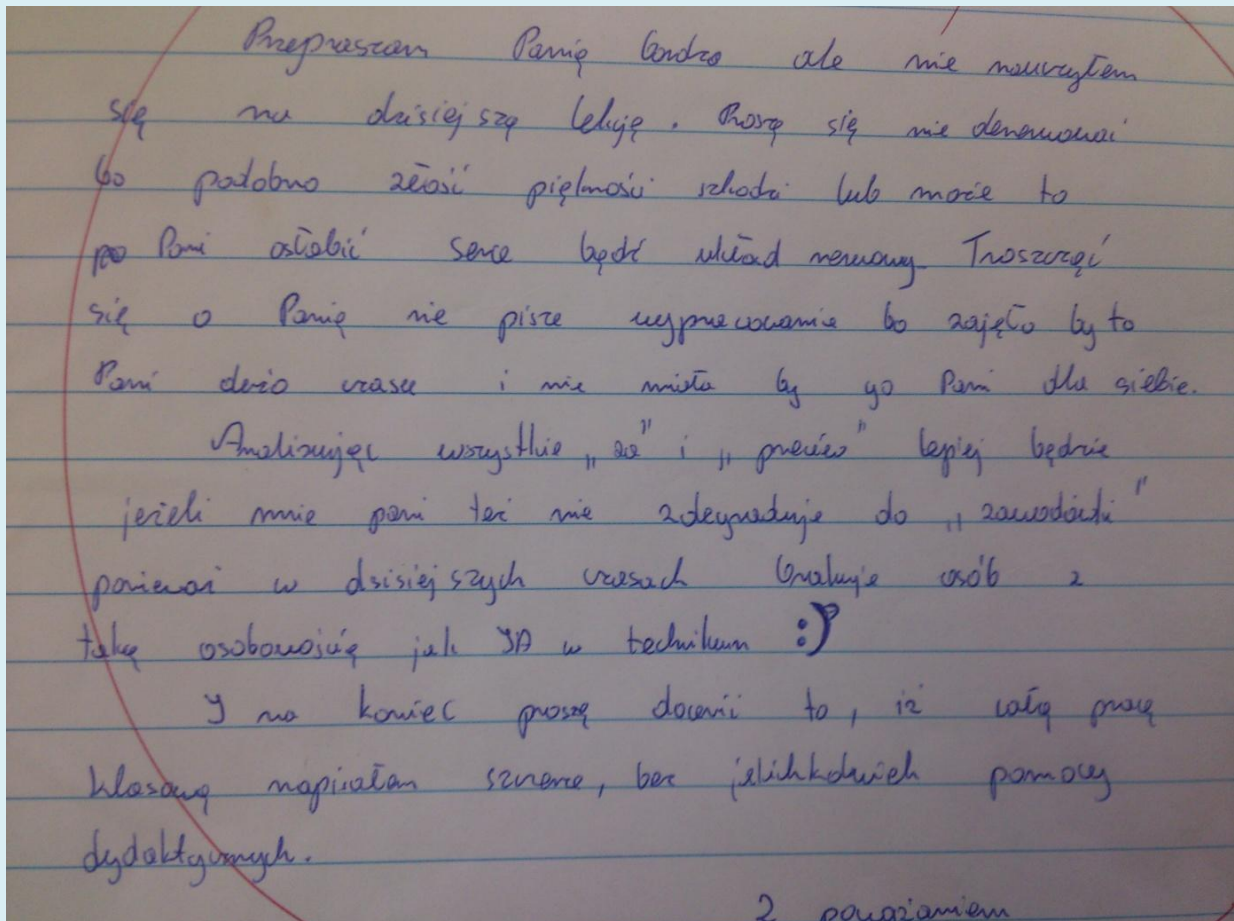 Przepraszam Panią bardzo ale nie nauczyłem
się na dzisiejszą lekcję. Proszę się nie denerwować
bo podobno złość piękności szkodzi lub może to
Pani osłabić serce bądź układ nerwowy. Troszcząć
się o Panią nie pisze wypracowania bo zajęło by to
Pani dużo czasu i nie miała by go Pani dla siebie.
Analizując wszystkie „za" i „przeciw" lepiej będzie
jeżeli mnie pani też nie zdegraduje do „zawodówki"
ponieważ w dzisiejszych czasach brakuje osób z
taką osobowością jak JA w technikum :)
I na koniec proszę docenić to, iż całą pracę
klasową napisałam szczerze, bez jakichkolwiek pomocy
dydaktycznych.
Z poważaniem